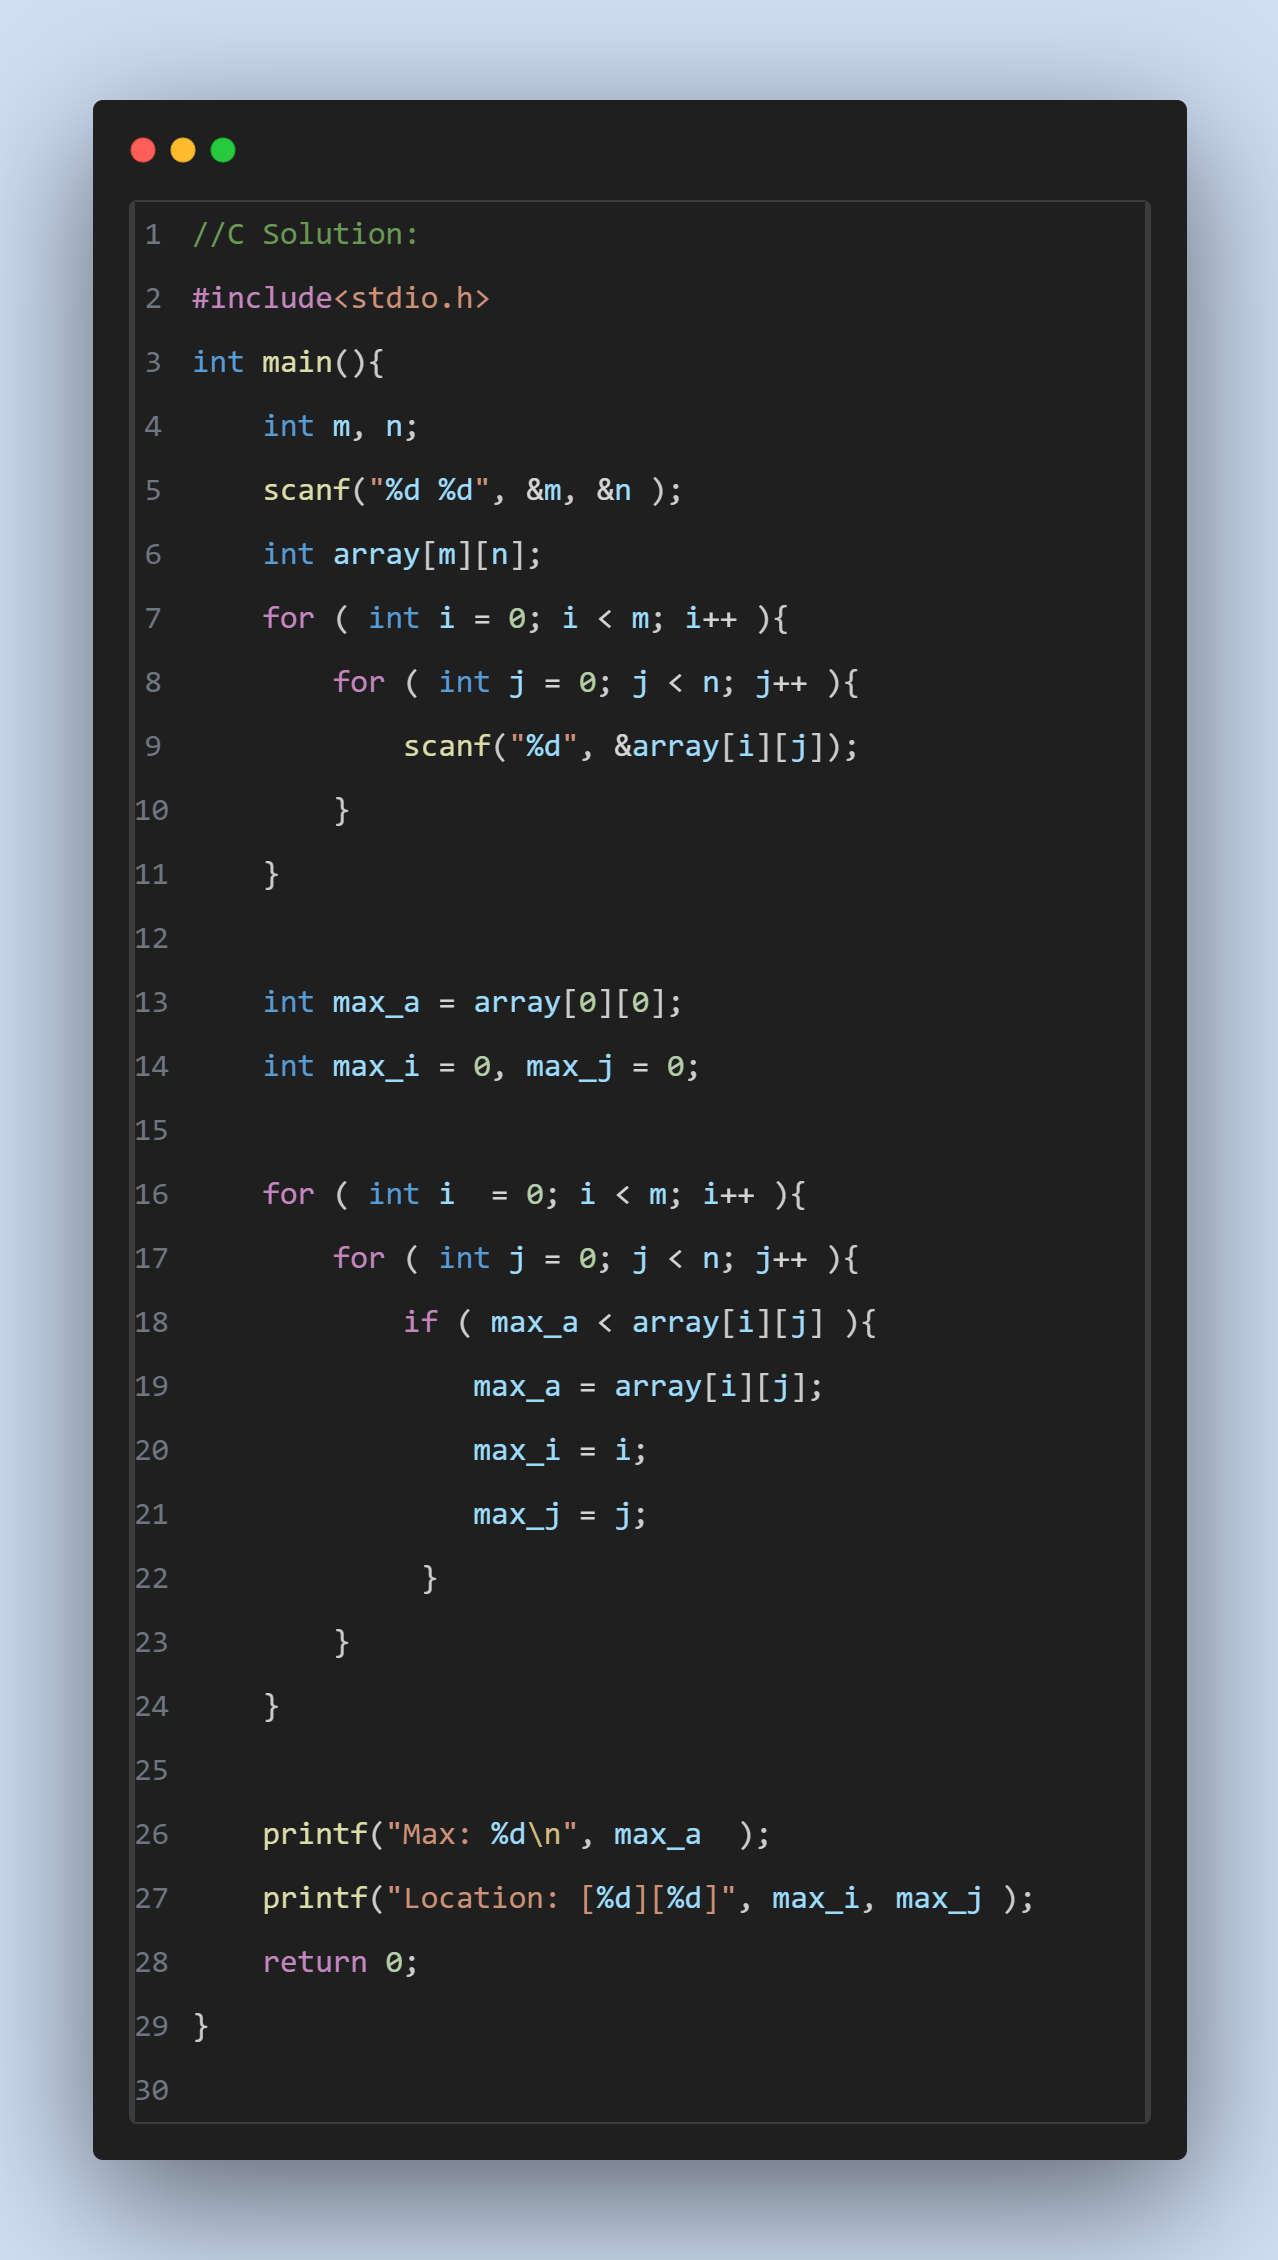 1 //C Solution:
2 #include<stdio.h>
3 int main(){
4     int m, n;
5     scanf("%d %d", &m, &n );
6     int array[m][n];
7     for ( int i = 0; i < m; i++ ){
8         for ( int j = 0; j < n; j++ ){
9             scanf("%d", &array[i][j]);
10         }
11     }
12
13     int max_a = array[0][0];
14     int max_i = 0, max_j = 0;
15
16     for ( int i  = 0; i < m; i++ ){
17         for ( int j = 0; j < n; j++ ){
18             if ( max_a < array[i][j] ){
19                 max_a = array[i][j];
20                 max_i = i;
21                 max_j = j;
22              }
23         }
24     }
25
26     printf("Max: %d\n", max_a  );
27     printf("Location: [%d][%d]", max_i, max_j );
28     return 0;
29 }
30